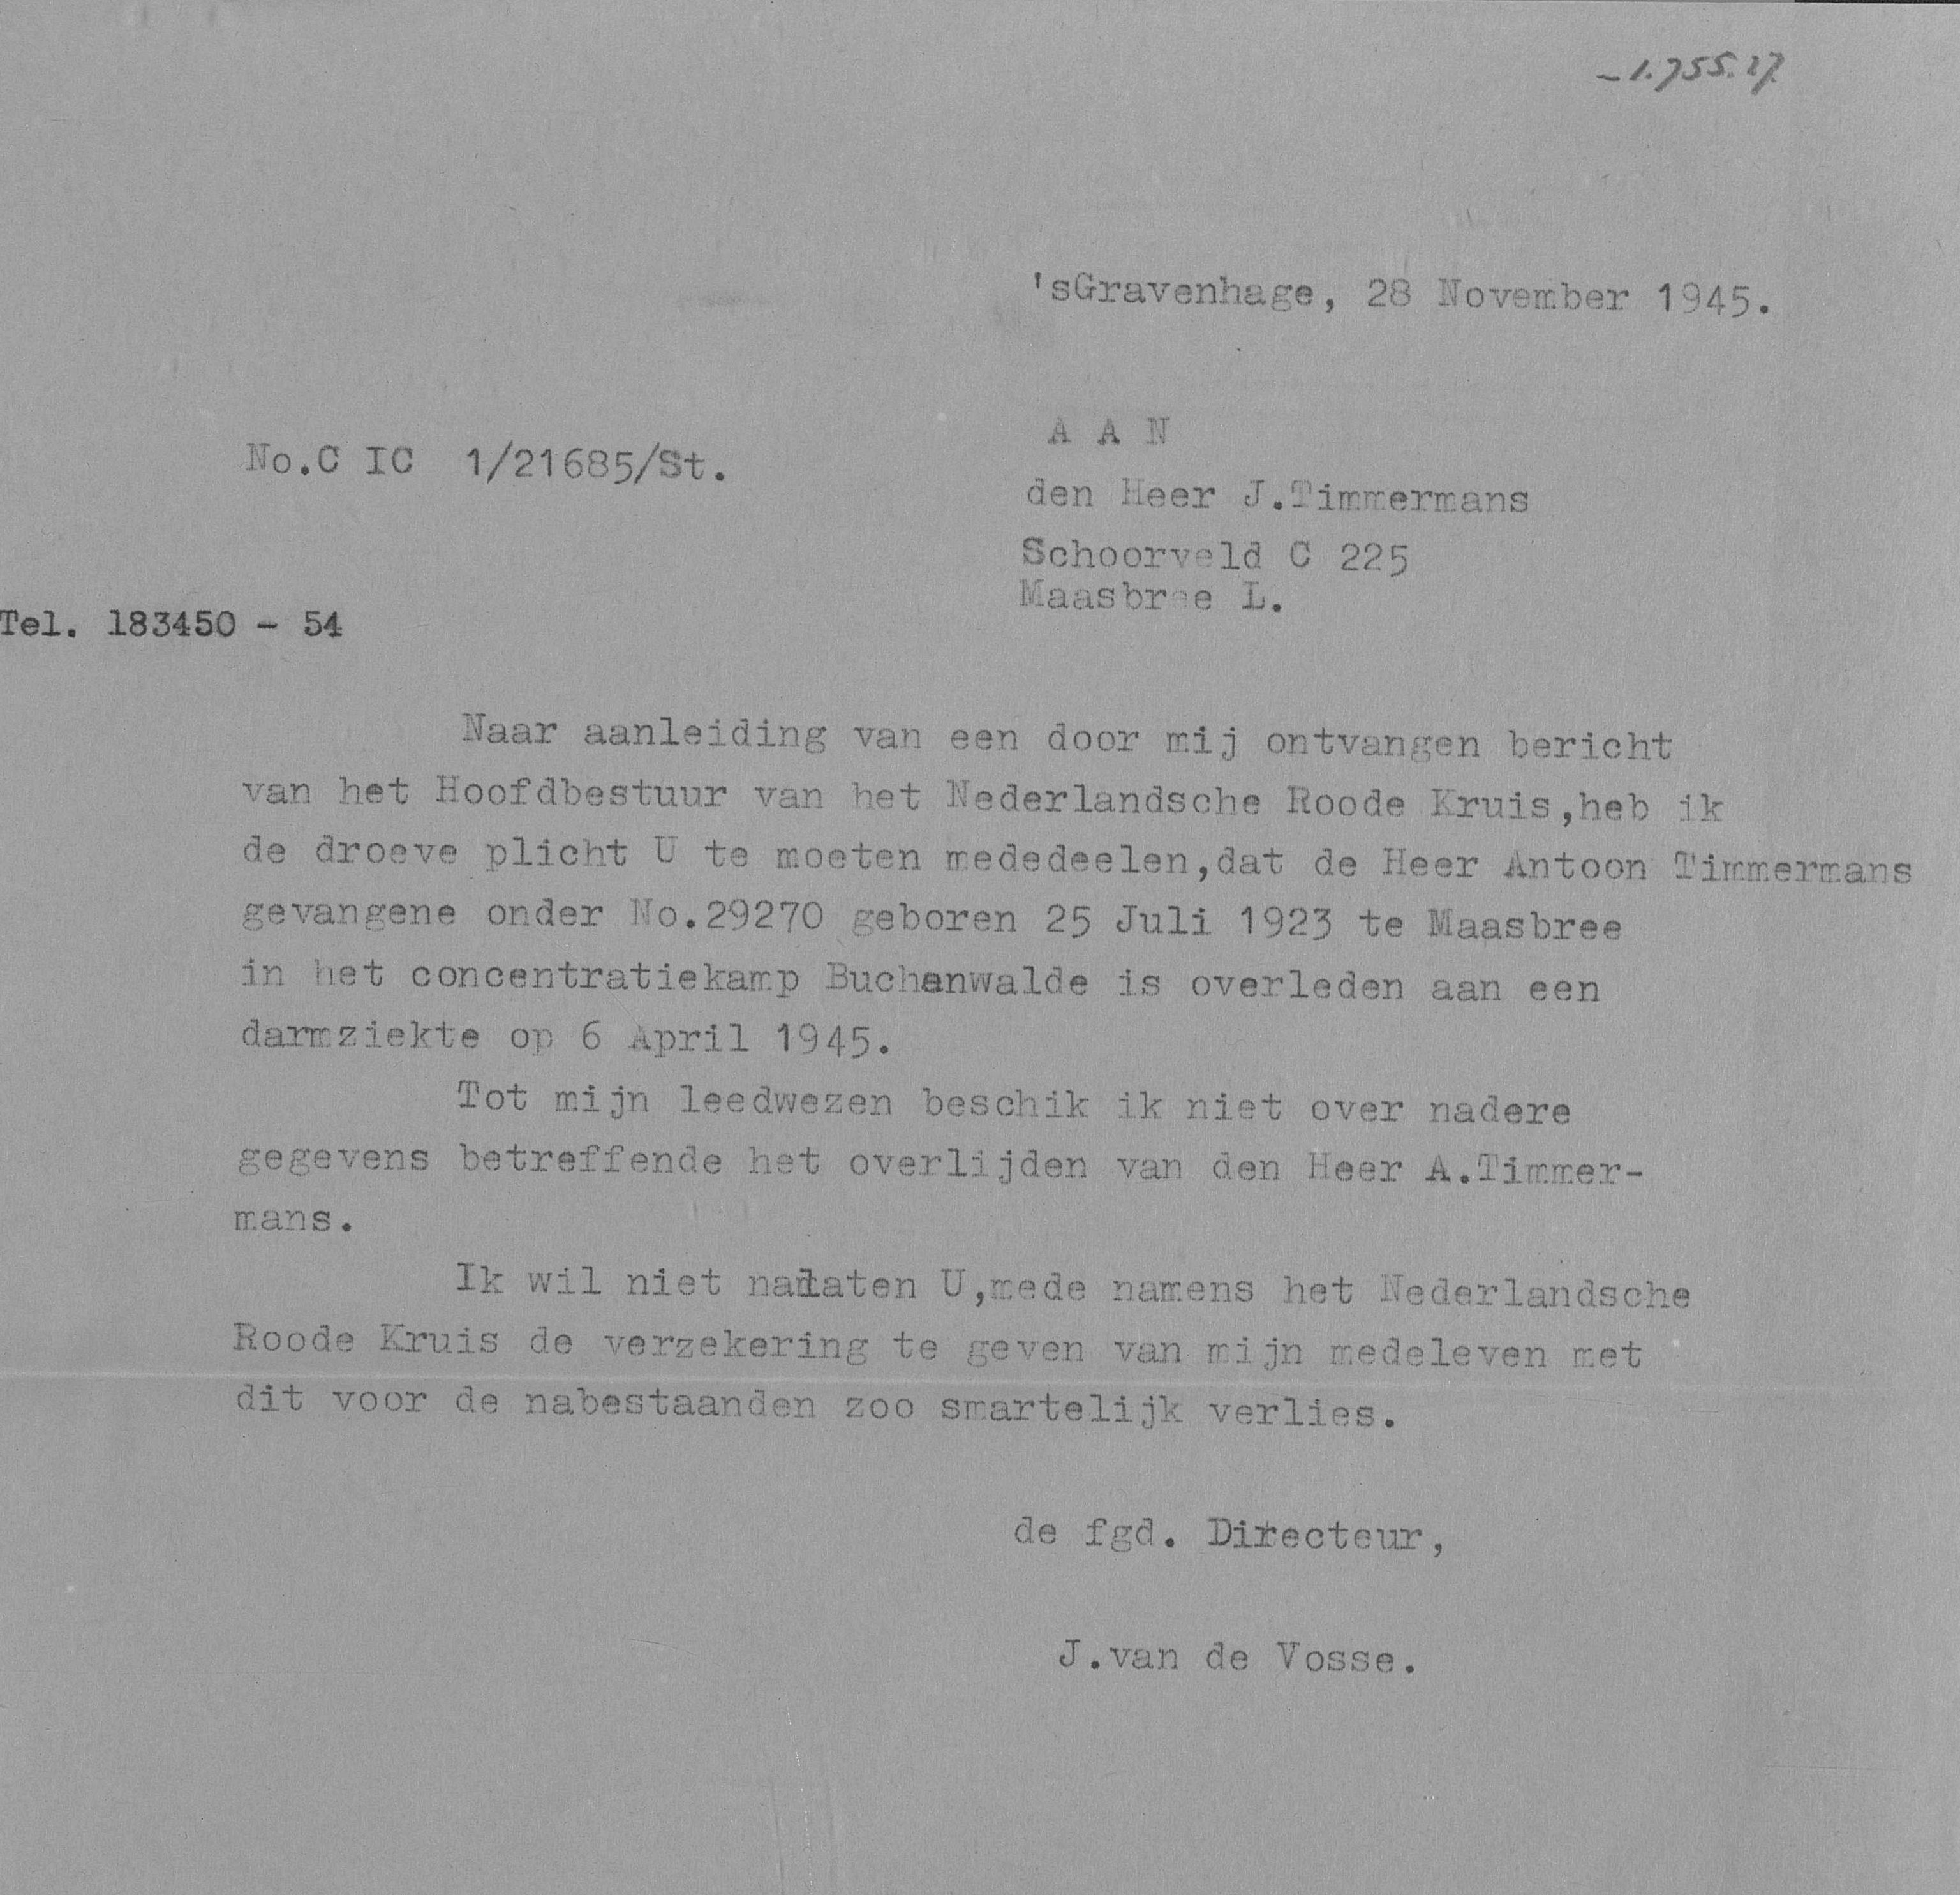 - 1.755.27.
'sGravenhage, 28 November 1945.
A A N
No.C IC 1/21685/St.
den Heer J.Timmermans
Schoorveld C 225
Maasbree L.
Tel. 183450 - 54
Naar aanleiding van een door mij ontvangen bericht
van het Hoofdbestuur van het Nederlandsche Roode Kruis,heb ik
de droeve plicht U te moeten mededeelen,dat de Heer Antoon Timmermans
gevangene onder No.29270 geboren 25 Juli 1923 te Maasbree
in het concentratiekamp Buchenwalde is overleden aan een
darmziekte op 6 April 1945.
Tot mijn leedwezen beschik ik niet over nadere
gegevens betreffende het overlijden van den Heer A.Timmer-
mans.
Ik wil niet nalaten U,mede namens het Nederlandsche
Roode Kruis de verzekering te geven van mijn medeleven met
dit voor de nabestaanden zoo smartelijk verlies.
de fgd. Directeur,
J.van de Vosse.